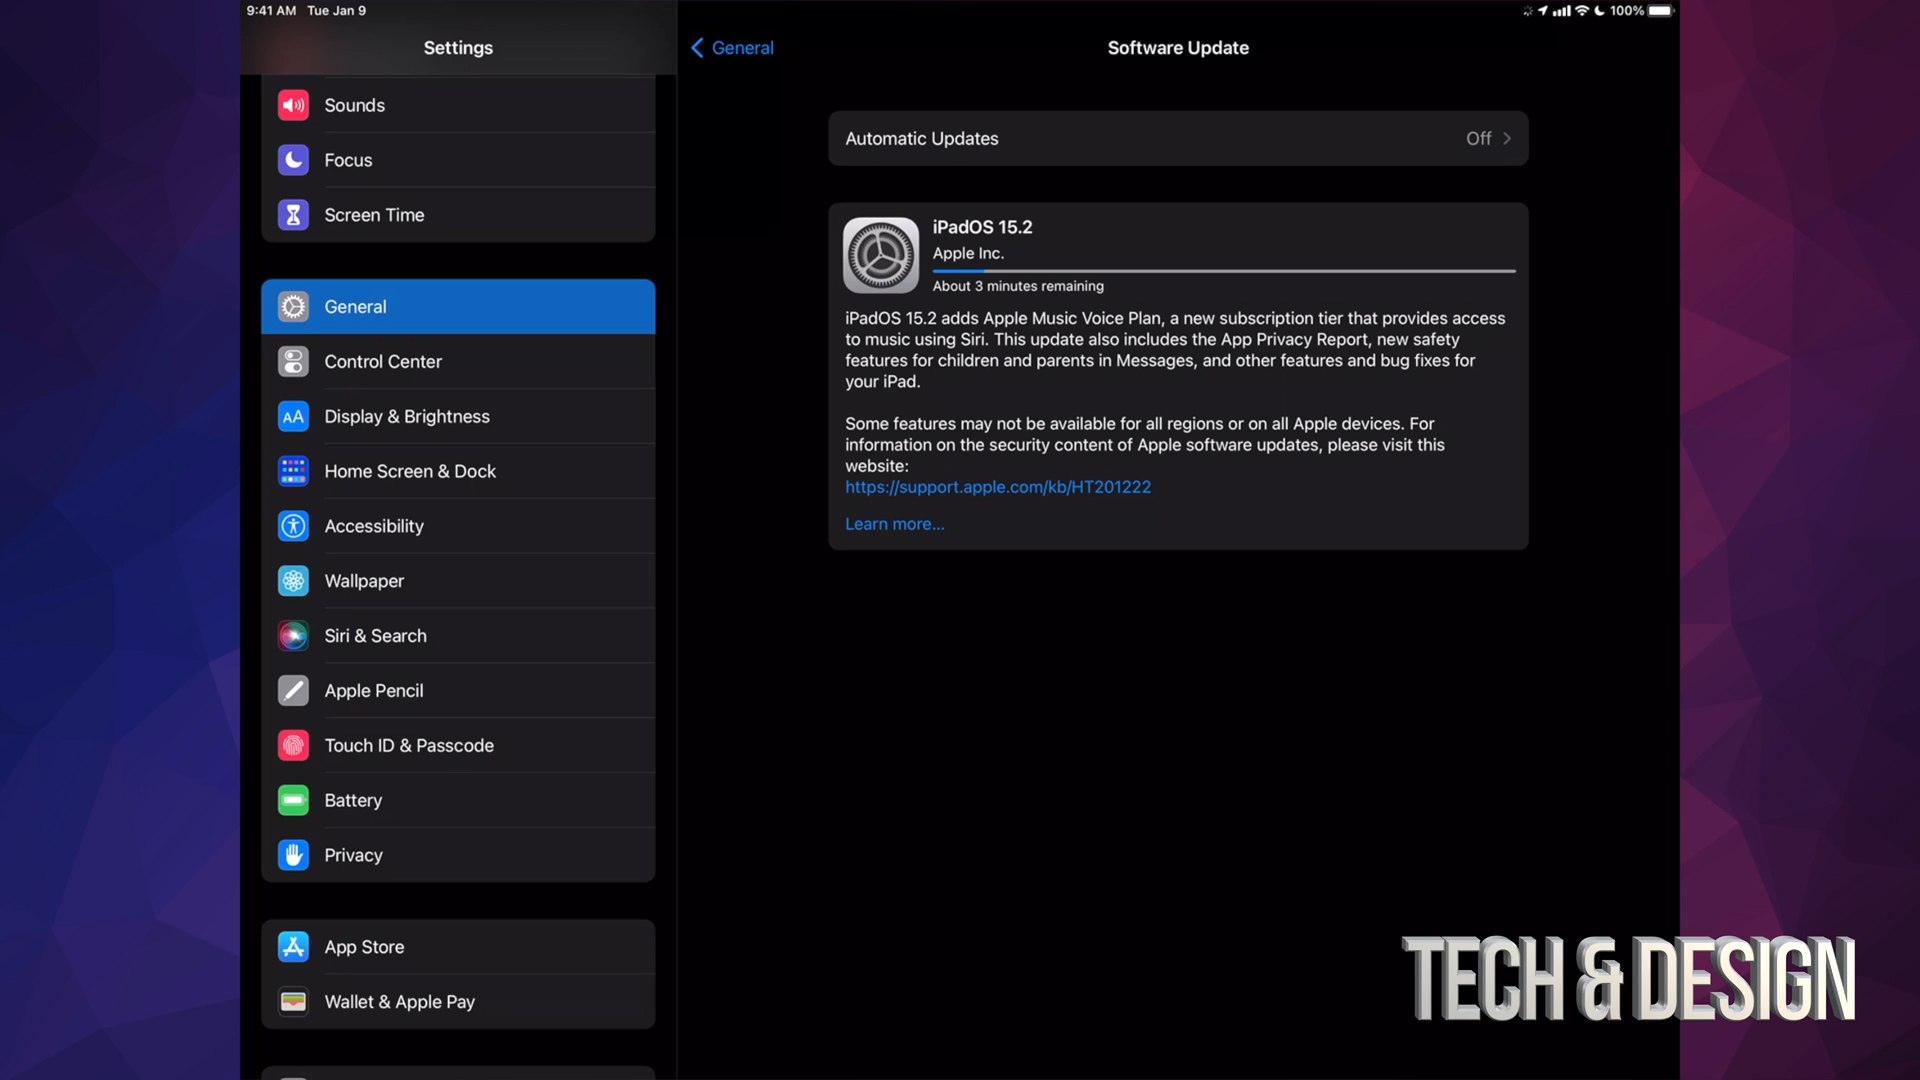 9:41 AM Tue Jan 9
100%
Settings
General
Software Update
Sounds
Focus
Screen Time
General
Control Center
Display & Brightness
Home Screen & Dock
Accessibility
Wallpaper
Siri & Search
Apple Pencil
Touch ID & Passcode
Battery
Privacy
App Store
Wallet & Apple Pay
Automatic Updates
Off
iPadOS 15.2
Apple Inc.
About 3 minutes remaining
iPadOS 15.2 adds Apple Music Voice Plan, a new subscription tier that provides access
to music using Siri. This update also includes the App Privacy Report, new safety
features for children and parents in Messages, and other features and bug fixes for
your iPad.
Some features may not be available for all regions or on all Apple devices. For
information on the security content of Apple software updates, please visit this
website:
https://support.apple.com/kb/HT201222
Learn more...
TECH & DESIGN